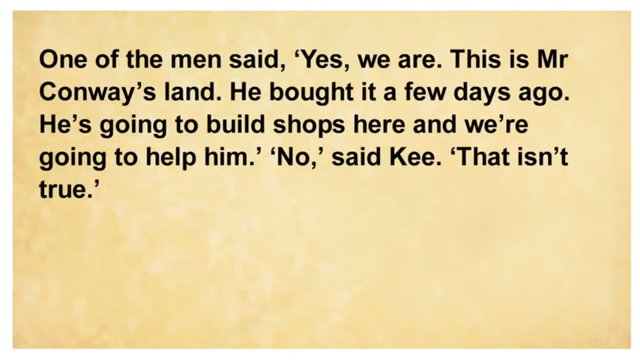 One of the men said, ‘Yes, we are. This is Mr
Conway’s land. He bought it a few days ago.
He’s going to build shops here and we’re
going to help him.’ ‘No,’ said Kee. ‘That isn’t
true.’